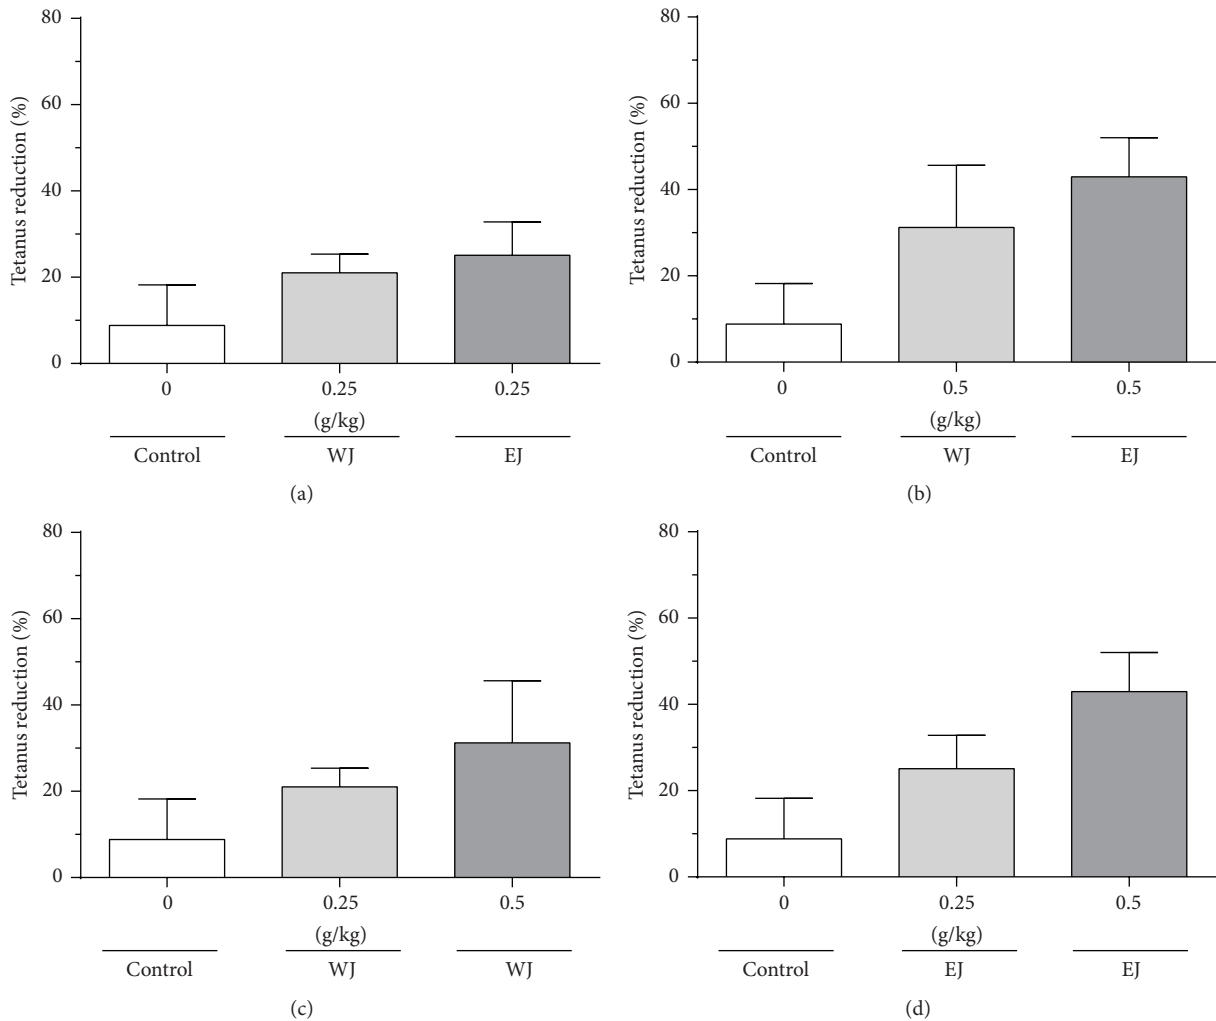 80
60
40
20
0
Tetanus reduction (%)
0 0.25 0.25
(g/kg)
Control WJ EJ
(a)
80
60
40
20
0
Tetanus reduction (%)
0 0.5 0.5
(g/kg)
Control WJ EJ
(b)
80
60
40
20
0
Tetanus reduction (%)
0 0.25 0.5
(g/kg)
Control WJ WJ
(c)
80
60
40
20
0
Tetanus reduction (%)
0 0.25 0.5
(g/kg)
Control EJ EJ
(d)